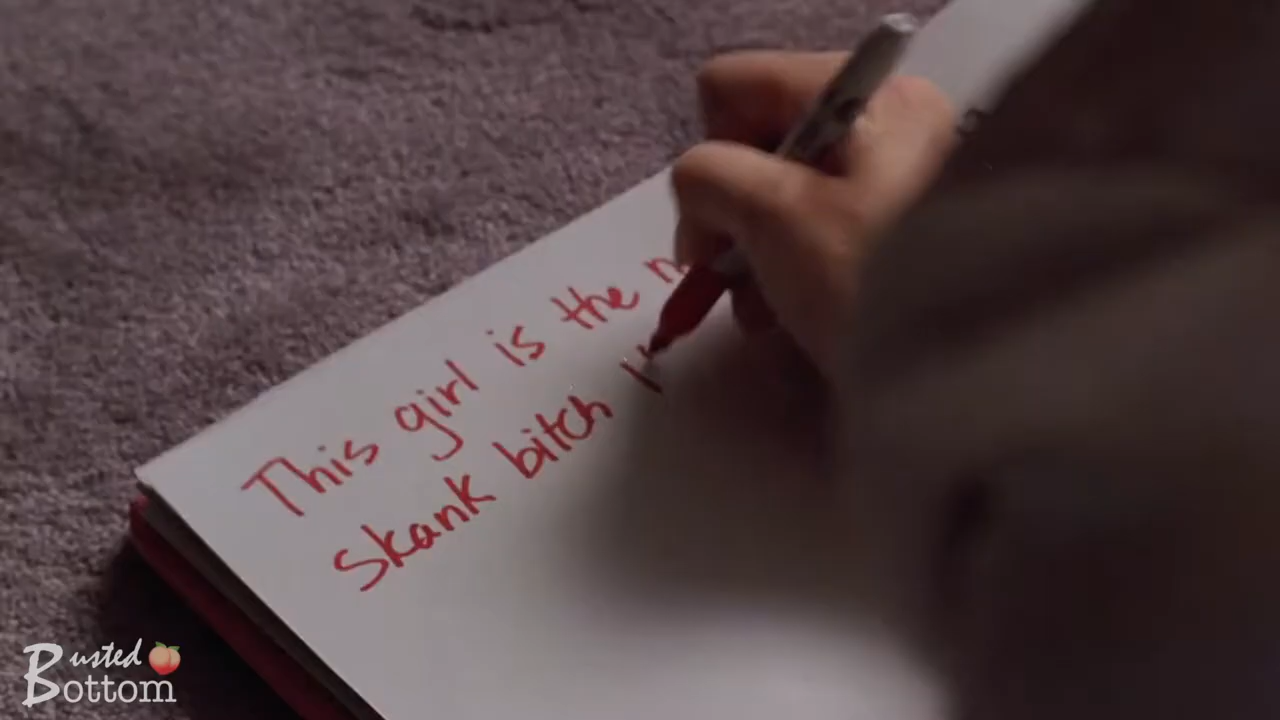 This girl is the
skank bitch
Busted
Bottom